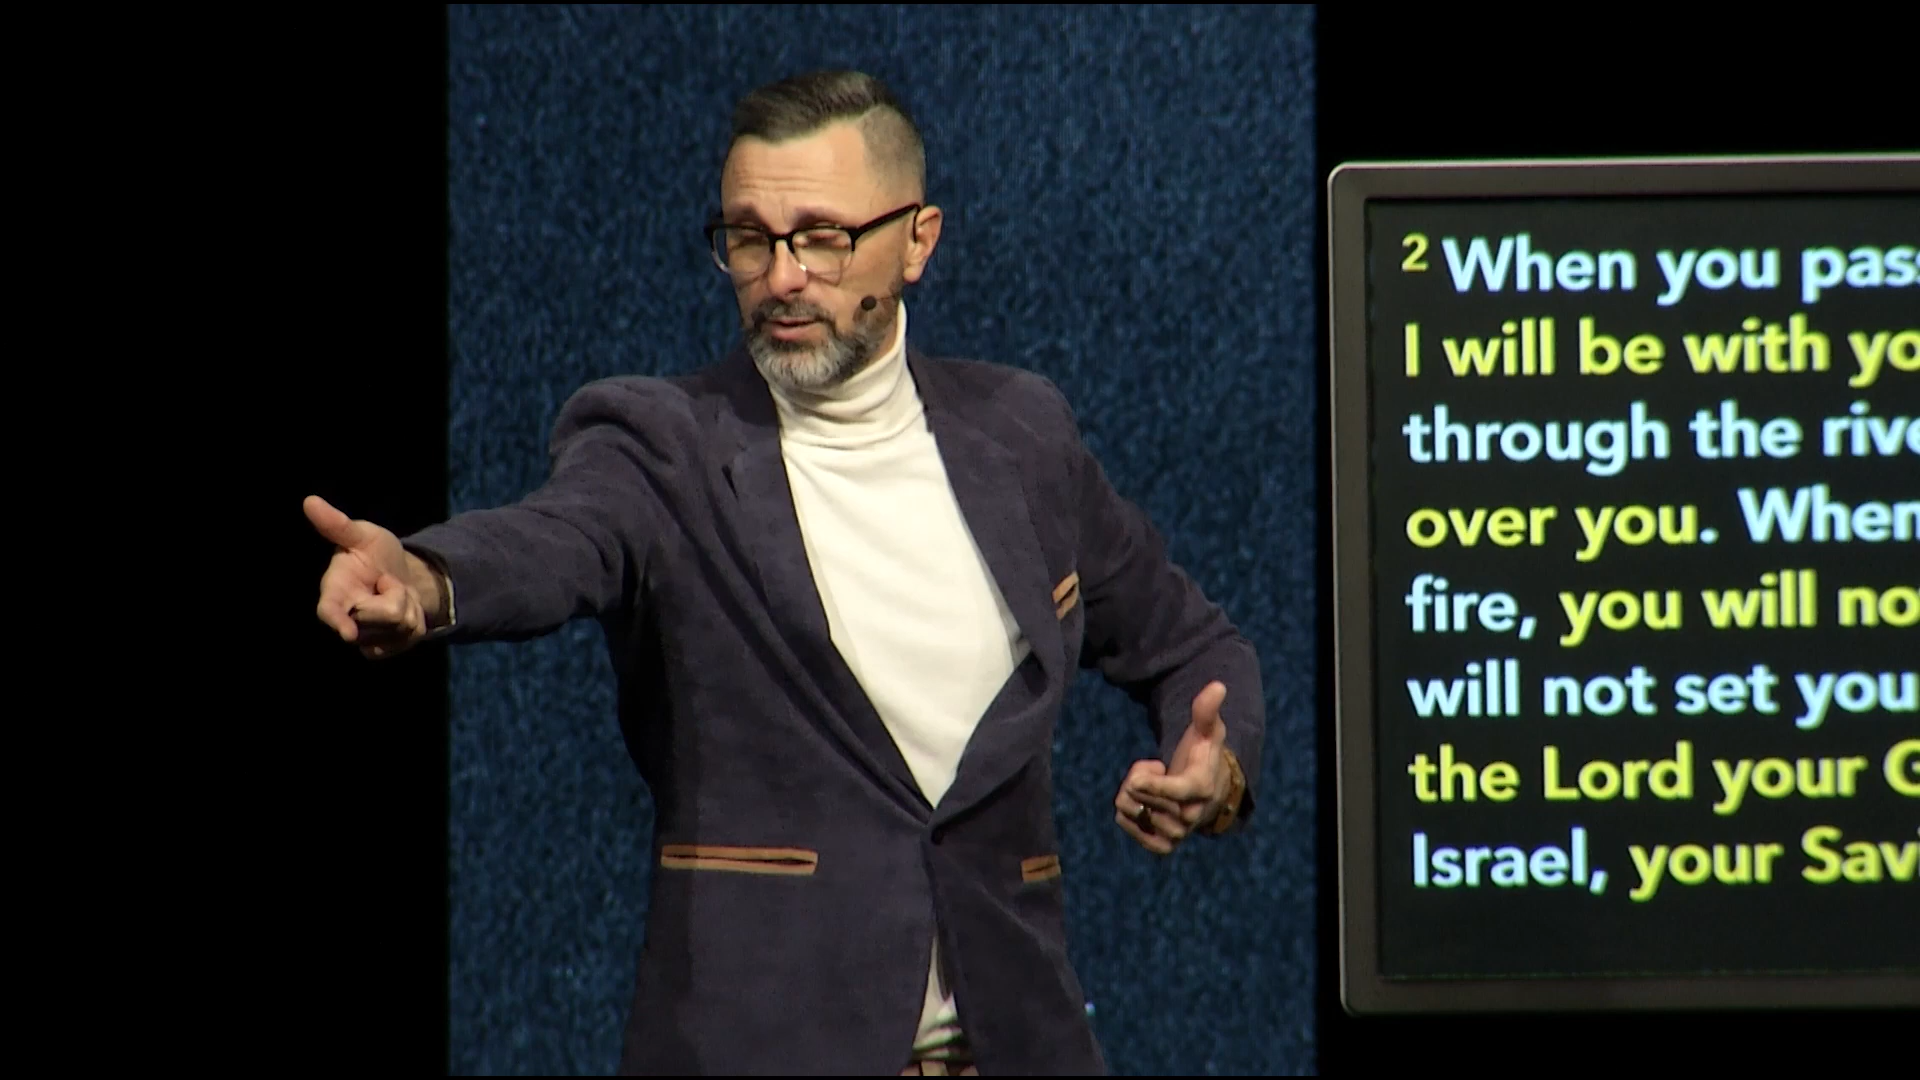 2 When you pas
I will be with yo
through the rive
over you. When
fire, you will no
will not set you
the Lord your G
Israel, your Savi